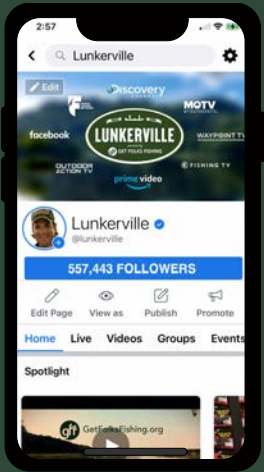 2:57
Lunkerville
Edit
Discovery
MOTV
facebook
LUNKERVILLE
GET FOLKS FISHING
WAYPOINT TV
OUTDOOR
ACTION TV
FISHING TV
prime video
Lunkerville
@lunkerville
557,443 FOLLOWERS
Edit Page
View as
Publish
Promote
Home Live Videos Groups Events
Spotlight
gff GetFolksFishing.org